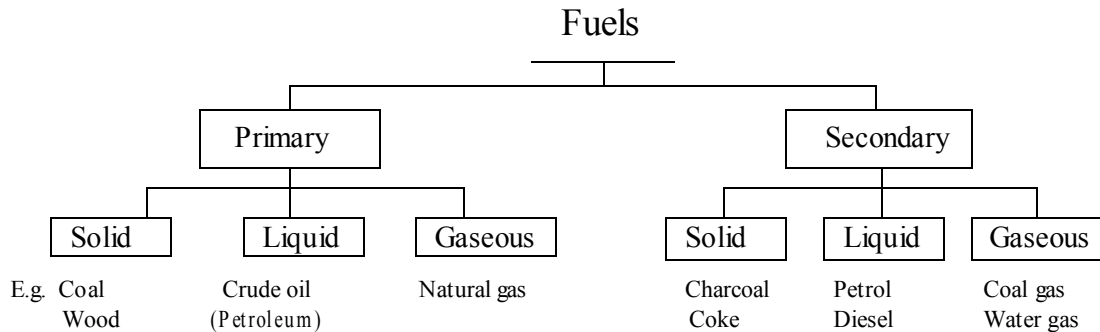 Fuels
Primary Secondary
Solid Liquid Gaseous Solid Liquid Gaseous
E.g. Coal Crude oil Natural gas Charcoal Petrol Coal gas
Wood (Petroleum) Coke Diesel Water gas